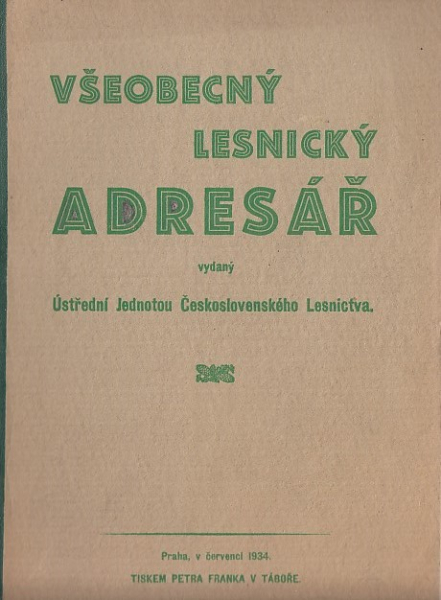 VŠEOBECNÝ
LESNICKÝ
ADRESÁŘ
vydaný
Ústřední Jednotou Československého Lesnictva.
Praha, v červenci 1934.
TISKEM PETRA FRANKA V TÁBOŘE.